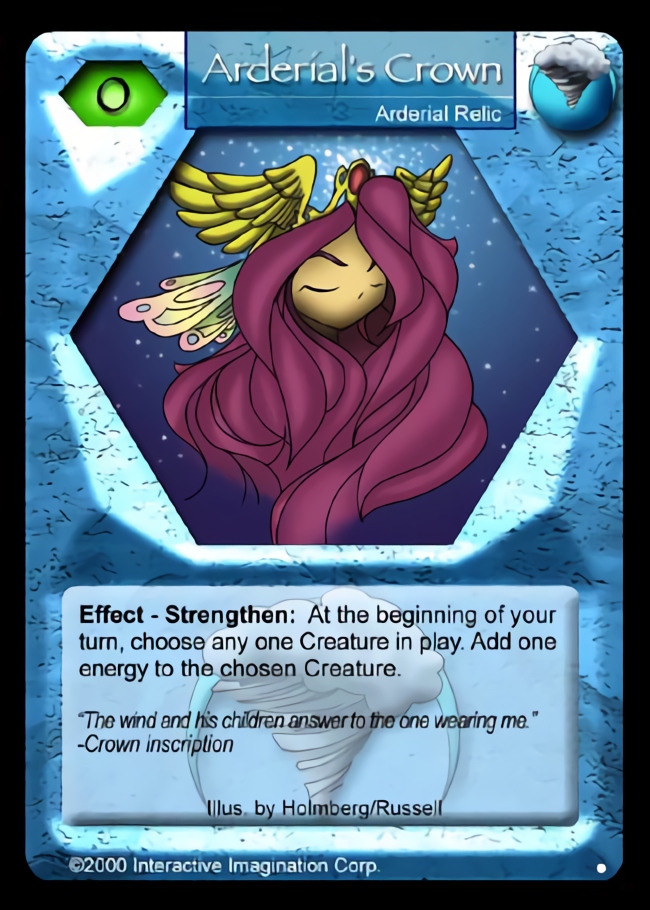 0
Arderial's Crown
Arderial Relic
Effect - Strengthen: At the beginning of your
turn, choose any one Creature in play. Add one
energy to the chosen Creature.
"The wind and his children answer to the one wearing me."
-Crown inscription
Illus. by Holmberg/Russell
©2000 Interactive Imagination Corp.